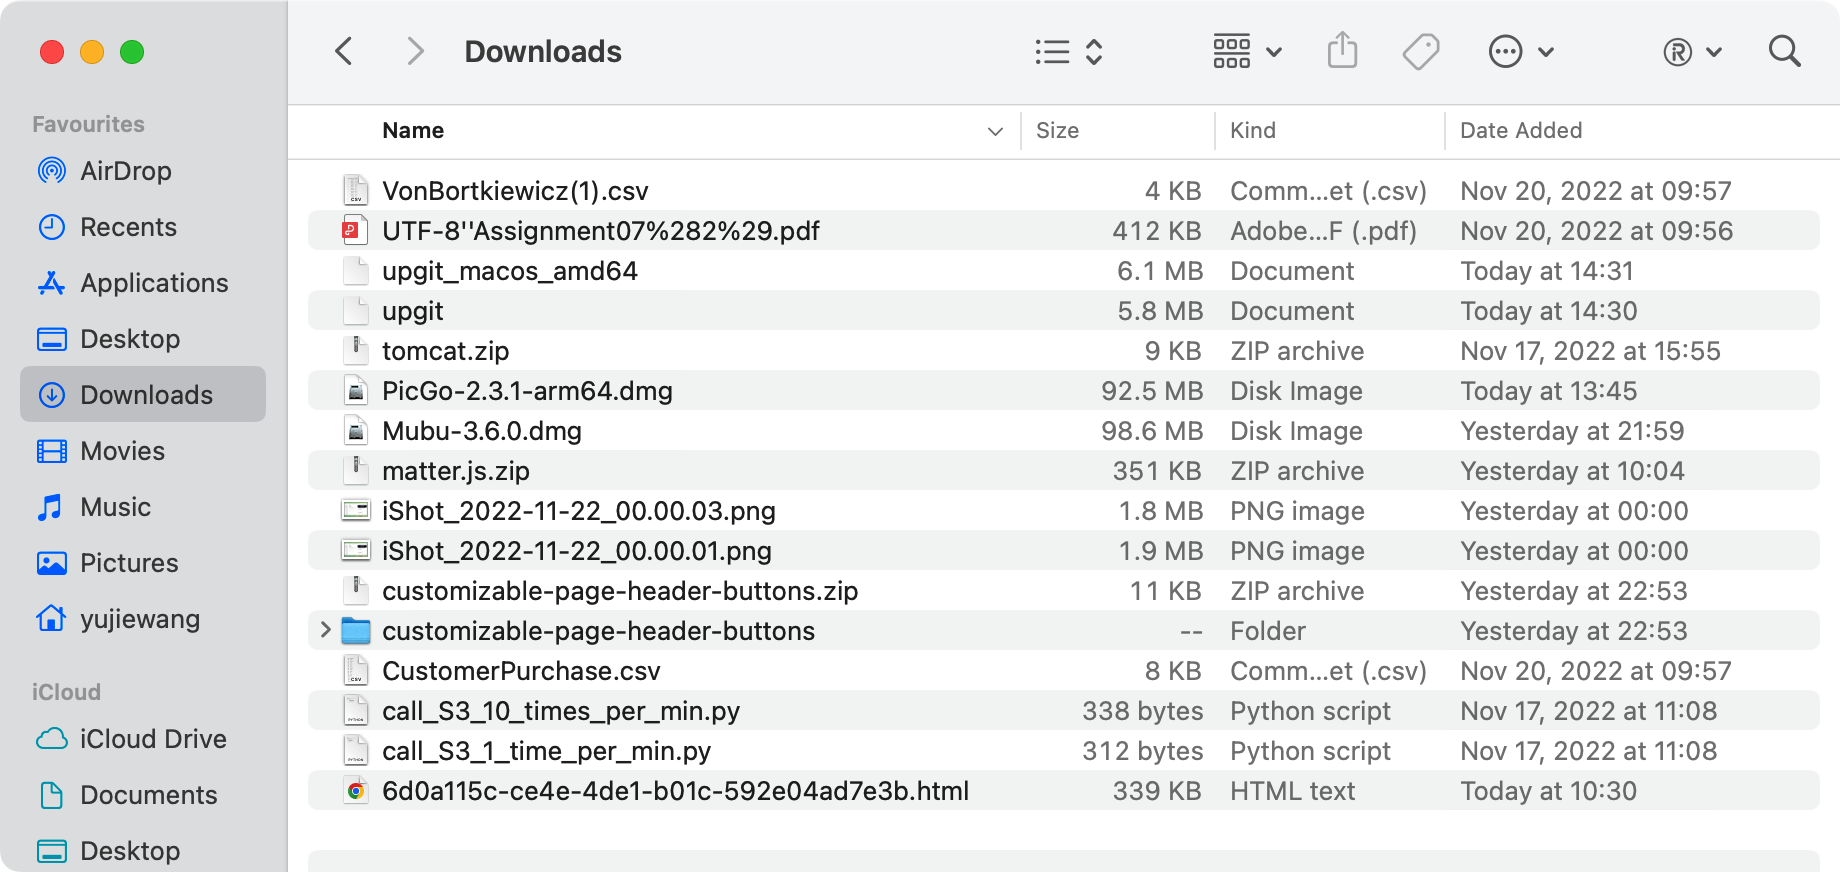 Downloads
Favourites
AirDrop
Recents
Applications
Desktop
Downloads
Movies
Music
Pictures
yujiewang
iCloud
iCloud Drive
Documents
Desktop
Name Size Kind Date Added
VonBortkiewicz(1).csv 4 KB Comm...et (.csv) Nov 20, 2022 at 09:57
UTF-8''Assignment07%282%29.pdf 412 KB Adobe...F (.pdf) Nov 20, 2022 at 09:56
upgit_macos_amd64 6.1 MB Document Today at 14:31
upgit 5.8 MB Document Today at 14:30
tomcat.zip 9 KB ZIP archive Nov 17, 2022 at 15:55
PicGo-2.3.1-arm64.dmg 92.5 MB Disk Image Today at 13:45
Mubu-3.6.0.dmg 98.6 MB Disk Image Yesterday at 21:59
matter.js.zip 351 KB ZIP archive Yesterday at 10:04
iShot_2022-11-22_00.00.03.png 1.8 MB PNG image Yesterday at 00:00
iShot_2022-11-22_00.00.01.png 1.9 MB PNG image Yesterday at 00:00
customizable-page-header-buttons.zip 11 KB ZIP archive Yesterday at 22:53
customizable-page-header-buttons -- Folder Yesterday at 22:53
CustomerPurchase.csv 8 KB Comm...et (.csv) Nov 20, 2022 at 09:57
call_S3_10_times_per_min.py 338 bytes Python script Nov 17, 2022 at 11:08
call_S3_1_time_per_min.py 312 bytes Python script Nov 17, 2022 at 11:08
6d0a115c-ce4e-4de1-b01c-592e04ad7e3b.html 339 KB HTML text Today at 10:30